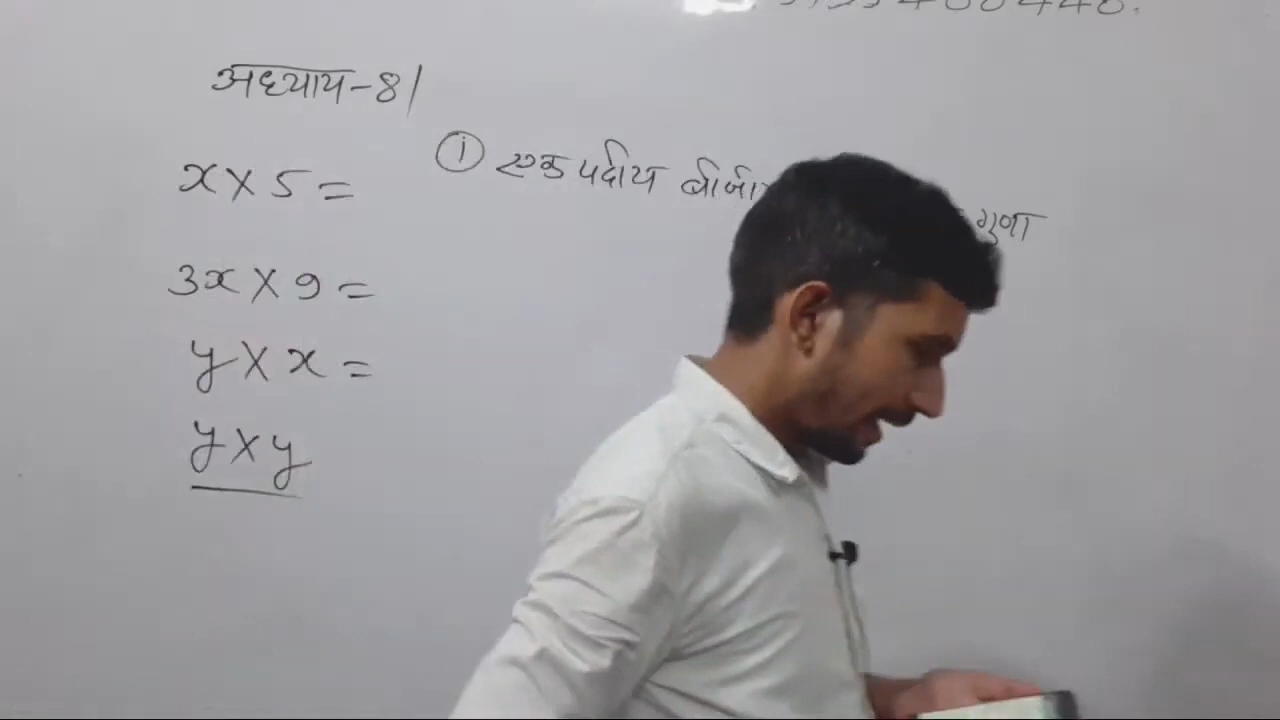 अध्याय-8/
① एक पदीय गुणा
x × 5 =
3x × 9 =
y × x =
y × y